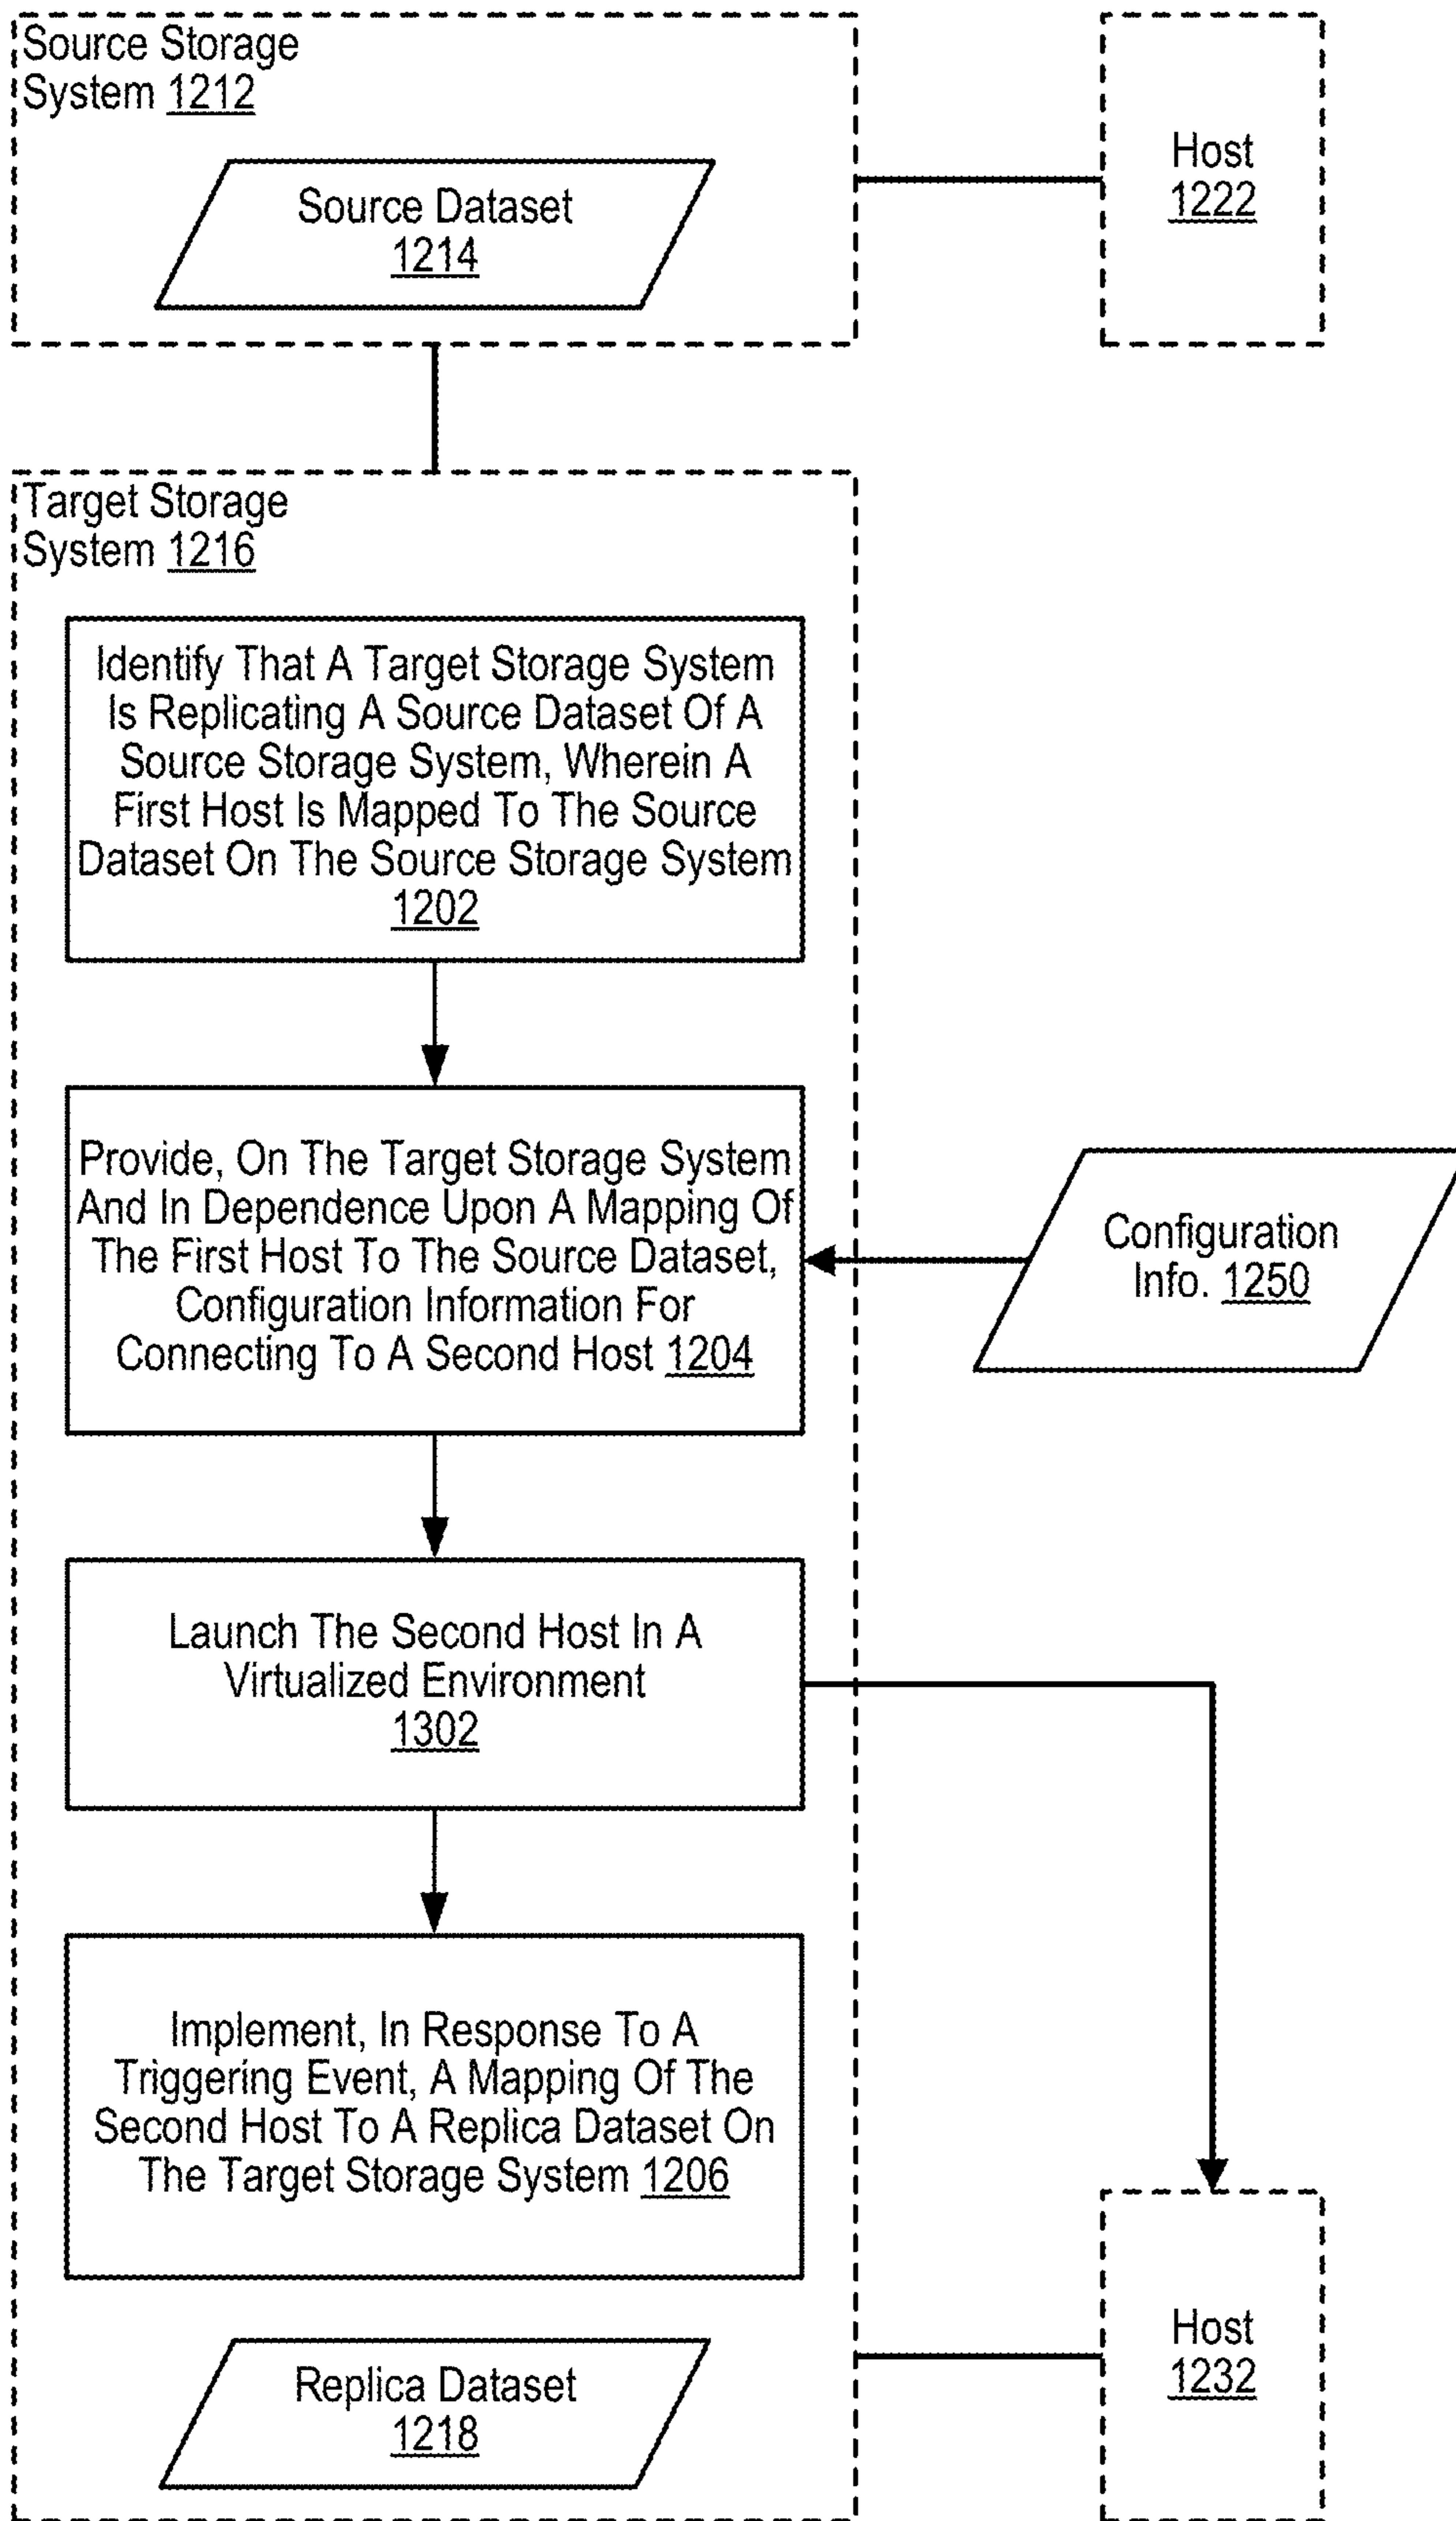 Source Storage
System 1212
Source Dataset
1214
Host
1222
Target Storage
System 1216
Identify That A Target Storage System
Is Replicating A Source Dataset Of A
Source Storage System, Wherein A
First Host Is Mapped To The Source
Dataset On The Source Storage System
1202
Provide, On The Target Storage System
And In Dependence Upon A Mapping Of
The First Host To The Source Dataset,
Configuration Information For
Connecting To A Second Host 1204
Configuration
Info. 1250
Launch The Second Host In A
Virtualized Environment
1302
Implement, In Response To A
Triggering Event, A Mapping Of The
Second Host To A Replica Dataset On
The Target Storage System 1206
Replica Dataset
1218
Host
1232